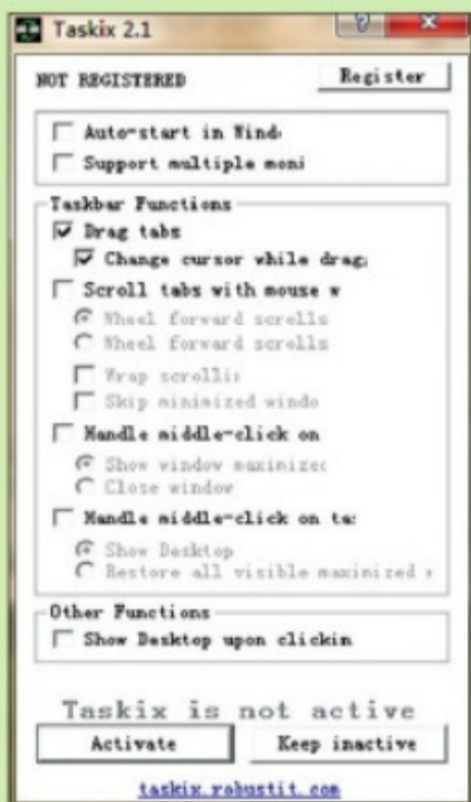 Taskix 2.1
NOT REGISTERED
Register
Auto-start in Wind
Support multiple moni
Taskbar Functions
Drag tabs
Change cursor while drag
Scroll tabs with mouse w
Wheel forward scrolls
Wheel forward scrolls
Wrap scrollin
Skip minimized windo
Handle middle-click on
Show window maximized
Close window
Handle middle-click on ta
Show Desktop
Restore all visible maximized
Other Functions
Show Desktop upon clickin
Taskix is not active
Activate
Keep inactive
taskix.robustit.com